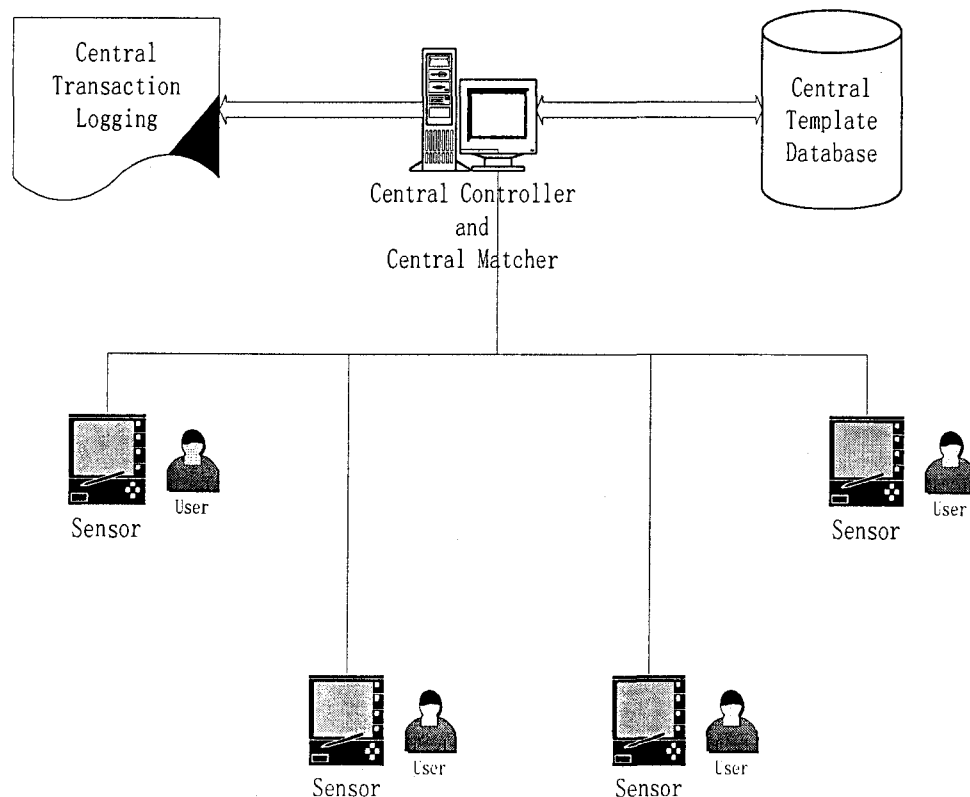 Central
Transaction
Logging
Central
Template
Database
Central Controller
and
Central Matcher
User
Sensor
User
Sensor
User
Sensor
User
Sensor